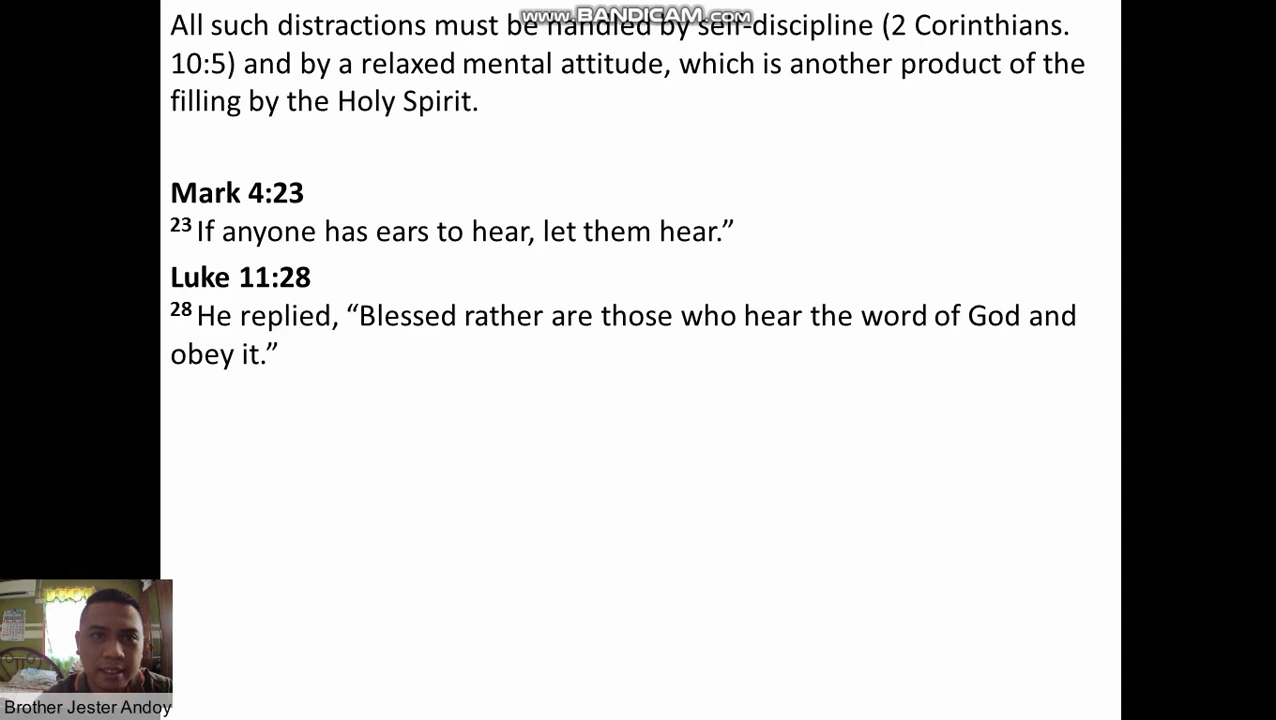 www.BANDICAM.com
All such distractions must be handled by self-discipline (2 Corinthians.
10:5) and by a relaxed mental attitude, which is another product of the
filling by the Holy Spirit.
Mark 4:23
23 If anyone has ears to hear, let them hear.”
Luke 11:28
28 He replied, “Blessed rather are those who hear the word of God and
obey it.”
Brother Jester Andoy